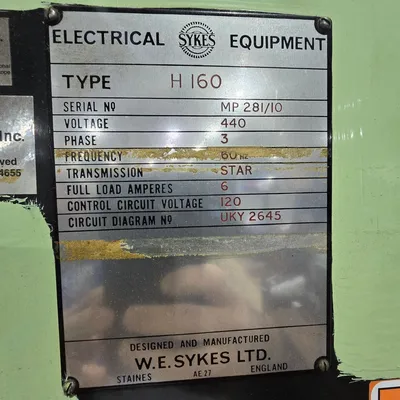 ELECTRICAL SYKES EQUIPMENT
TYPE H 160
SERIAL Nº MP 281/10
VOLTAGE 440
PHASE 3
FREQUENCY 60 HZ
TRANSMISSION STAR
FULL LOAD AMPERES 6
CONTROL CIRCUIT VOLTAGE 120
CIRCUIT DIAGRAM Nº UKY 2645
DESIGNED AND MANUFACTURED
W.E. SYKES LTD.
STAINES AE.27 ENGLAND
Inc.
4655